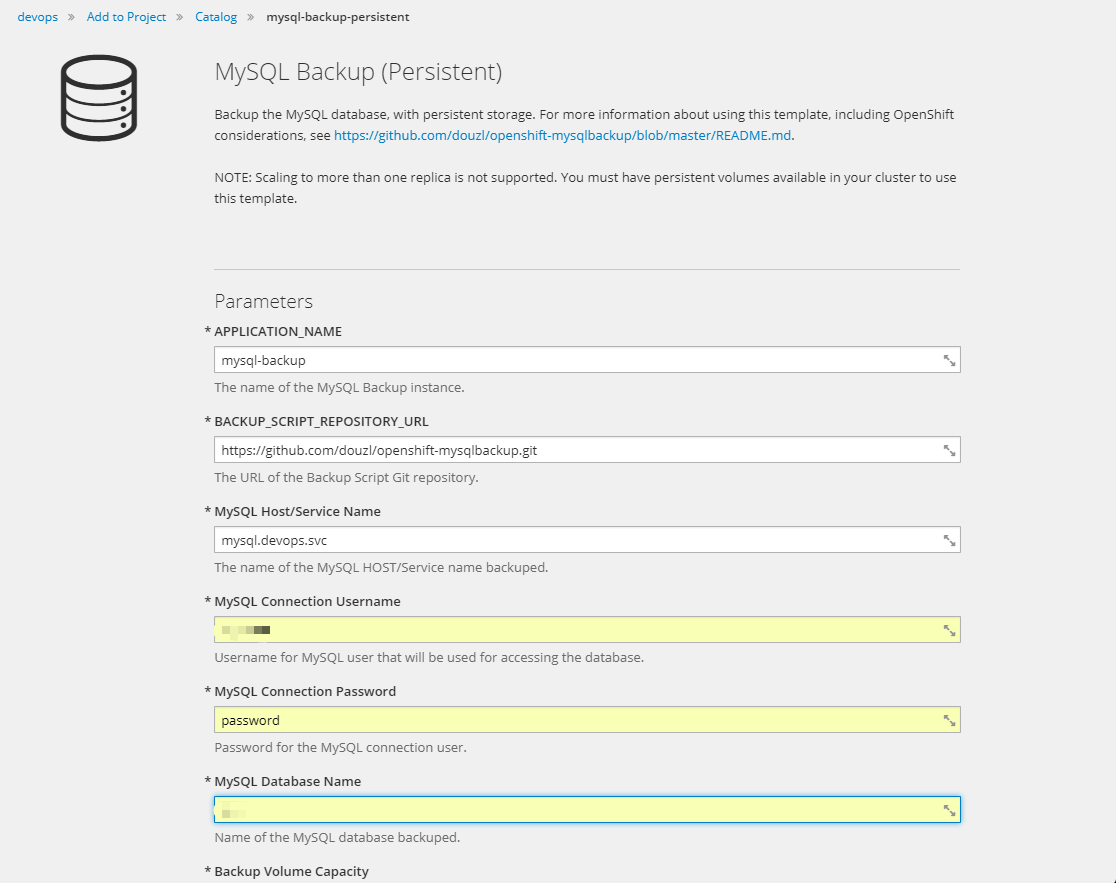 devops » Add to Project » Catalog » mysql-backup-persistent
MySQL Backup (Persistent)
Backup the MySQL database, with persistent storage. For more information about using this template, including OpenShift
considerations, see https://github.com/douzl/openshift-mysqlbackup/blob/master/README.md.
NOTE: Scaling to more than one replica is not supported. You must have persistent volumes available in your cluster to use
this template.
Parameters
* APPLICATION_NAME
mysql-backup
The name of the MySQL Backup instance.
* BACKUP_SCRIPT_REPOSITORY_URL
https://github.com/douzl/openshift-mysqlbackup.git
The URL of the Backup Script Git repository.
* MySQL Host/Service Name
mysql.devops.svc
The name of the MySQL HOST/Service name backuped.
* MySQL Connection Username
Username for MySQL user that will be used for accessing the database.
* MySQL Connection Password
password
Password for the MySQL connection user.
* MySQL Database Name
Name of the MySQL database backuped.
* Backup Volume Capacity